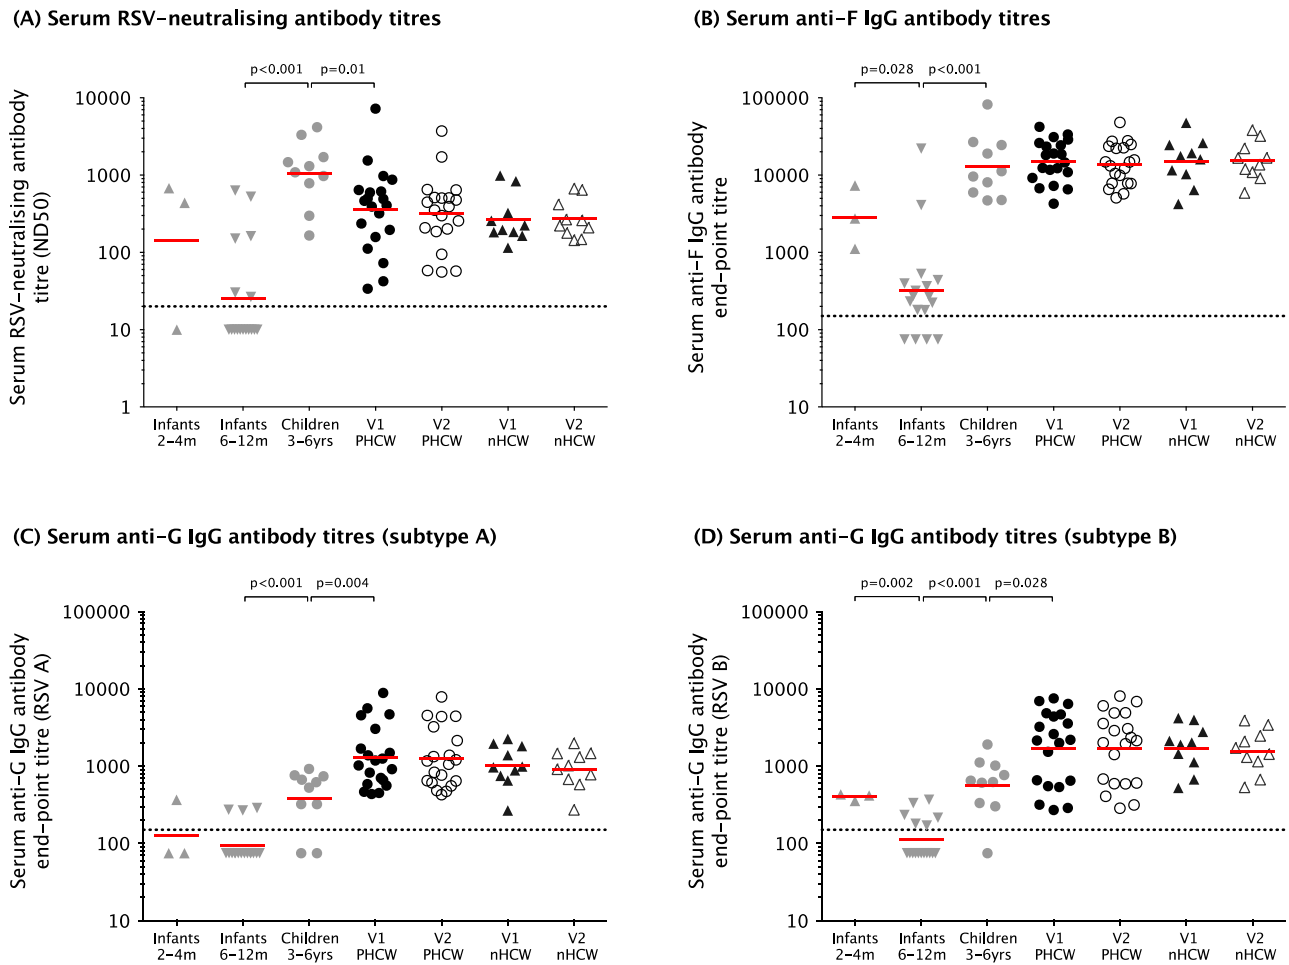 (A) Serum RSV–neutralising antibody titres
p<0.001
p=0.01
Serum RSV–neutralising antibody
titre (ND50)
10000
1000
100
10
1
Infants
2–4m
Infants
6–12m
Children
3–6yrs
V1
PHCW
V2
PHCW
V1
nHCW
V2
nHCW
(B) Serum anti–F IgG antibody titres
p=0.028
p<0.001
Serum anti–F IgG antibody
end–point titre
100000
10000
1000
100
10
Infants
2–4m
Infants
6–12m
Children
3–6yrs
V1
PHCW
V2
PHCW
V1
nHCW
V2
nHCW
(C) Serum anti–G IgG antibody titres (subtype A)
p<0.001
p=0.004
Serum anti–G IgG antibody
end–point titre (RSV A)
100000
10000
1000
100
10
Infants
2–4m
Infants
6–12m
Children
3–6yrs
V1
PHCW
V2
PHCW
V1
nHCW
V2
nHCW
(D) Serum anti–G IgG antibody titres (subtype B)
p=0.002
p<0.001
p=0.028
Serum anti–G IgG antibody
end–point titre (RSV B)
100000
10000
1000
100
10
Infants
2–4m
Infants
6–12m
Children
3–6yrs
V1
PHCW
V2
PHCW
V1
nHCW
V2
nHCW